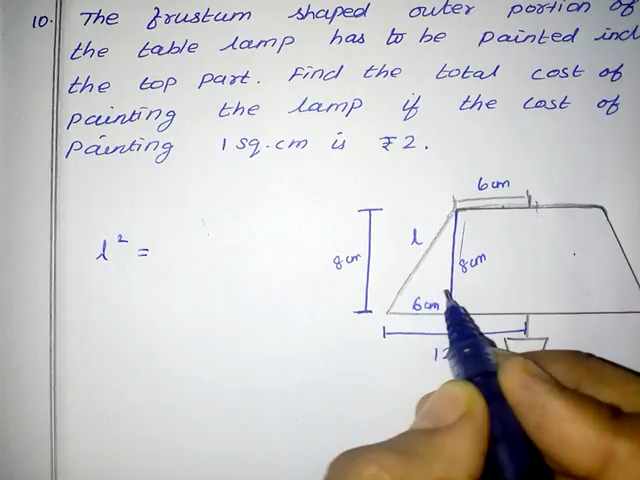 10. The frustum shaped outer portion of
the table lamp has to be painted incl
the top part. Find the total cost of
painting the lamp if the cost of
painting 1 sq.cm is ₹2.
6cm
l² =
l
8cm
8cm
6cm